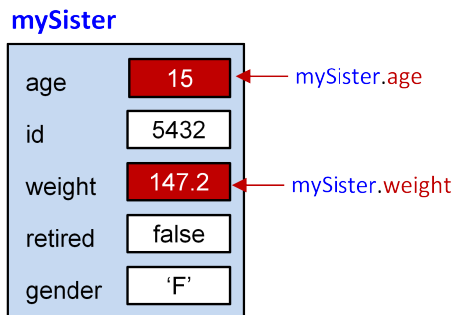 mySister
age 15 mySister.age
id 5432
weight 147.2 mySister.weight
retired false
gender ‘F’